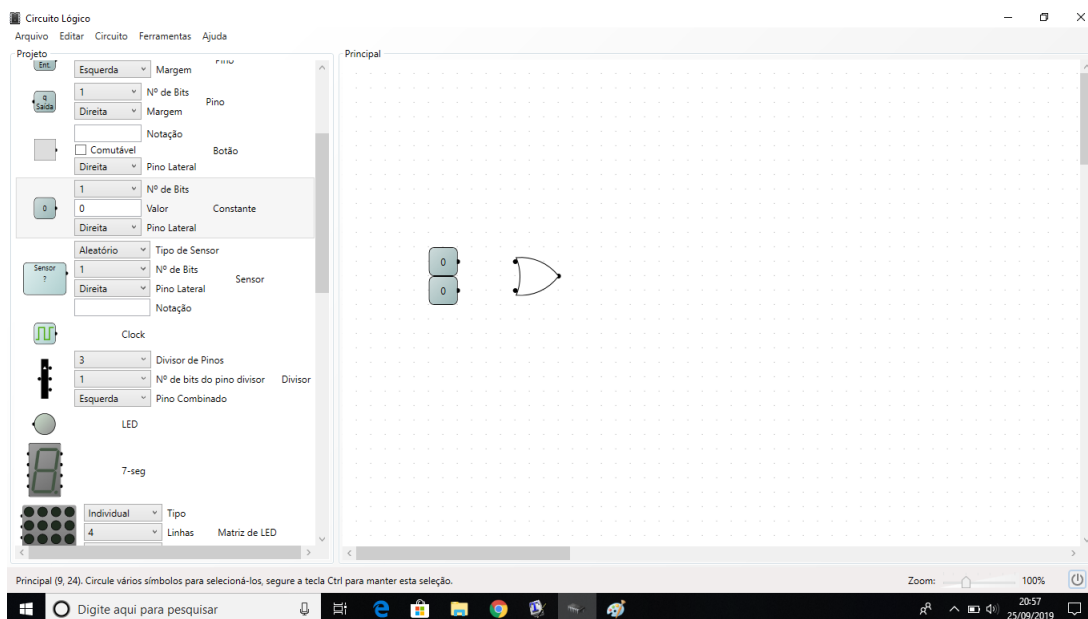 Circuito Lógico
Arquivo Editar Circuito Ferramentas Ajuda
Projeto
Ent.
Esquerda Margem
Pino
q
Saída
1 Nº de Bits
Pino
Direita Margem
Notação
Comutável Botão
Direita Pino Lateral
1 Nº de Bits
0
0 Valor Constante
Direita Pino Lateral
Aleatório Tipo de Sensor
Sensor
?
1 Nº de Bits
Sensor
Direita Pino Lateral
Notação
Clock
3 Divisor de Pinos
1 Nº de bits do pino divisor Divisor
Esquerda Pino Combinado
LED
7-seg
Individual Tipo
4 Linhas Matriz de LED
Principal
0
0
Principal (9, 24). Circule vários símbolos para selecioná-los, segure a tecla Ctrl para manter esta seleção.
Zoom: 100%
Digite aqui para pesquisar
20:57
25/09/2019